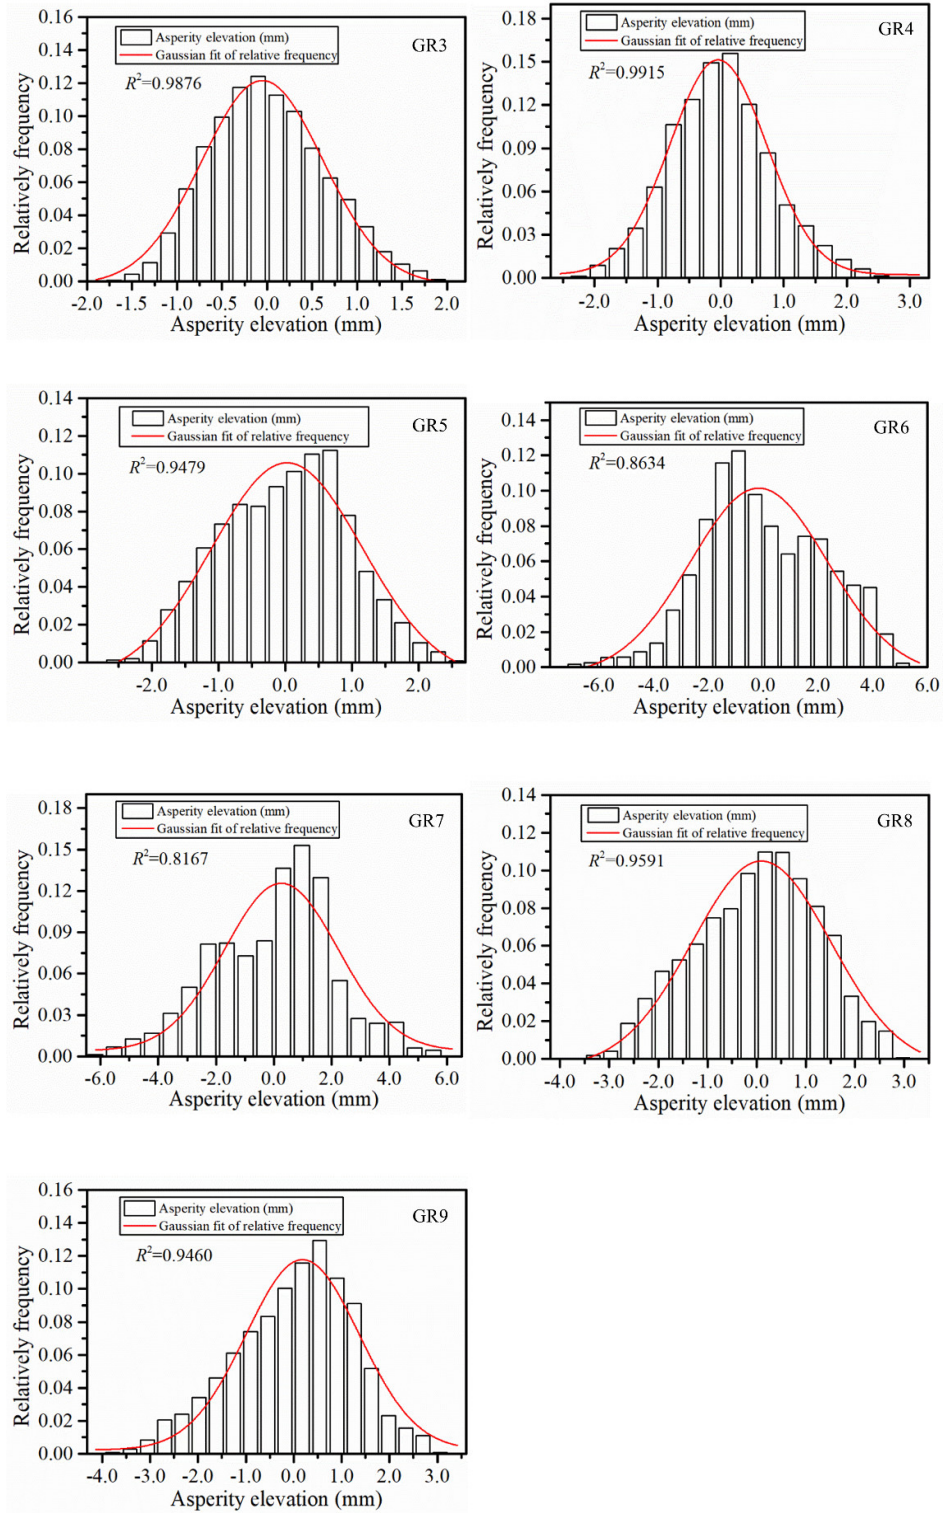 0.16
0.14
0.12
0.10
0.08
0.06
0.04
0.02
0.00
Relatively frequency
Asperity elevation (mm)
Gaussian fit of relative frequency
GR3
R²=0.9876
-2.0 -1.5 -1.0 -0.5 0.0 0.5 1.0 1.5 2.0
Asperity elevation (mm)
0.18
0.15
0.12
0.09
0.06
0.03
0.00
Relatively frequency
Asperity elevation (mm)
Gaussian fit of relative frequency
GR4
R²=0.9915
-2.0 -1.0 0.0 1.0 2.0 3.0
Asperity elevation (mm)
0.14
0.12
0.10
0.08
0.06
0.04
0.02
0.00
Relatively frequency
Asperity elevation (mm)
Gaussian fit of relative frequency
GR5
R²=0.9479
-2.0 -1.0 0.0 1.0 2.0
Asperity elevation (mm)
0.14
0.12
0.10
0.08
0.06
0.04
0.02
0.00
Relatively frequency
Asperity elevation (mm)
Gaussian fit of relative frequency
GR6
R²=0.8634
-6.0 -4.0 -2.0 0.0 2.0 4.0 6.0
Asperity elevation (mm)
0.18
0.15
0.12
0.09
0.06
0.03
0.00
Relatively frequency
Asperity elevation (mm)
Gaussian fit of relative frequency
GR7
R²=0.8167
-6.0 -4.0 -2.0 0.0 2.0 4.0 6.0
Asperity elevation (mm)
0.14
0.12
0.10
0.08
0.06
0.04
0.02
0.00
Relatively frequency
Asperity elevation (mm)
Gaussian fit of relative frequency
GR8
R²=0.9591
-4.0 -3.0 -2.0 -1.0 0.0 1.0 2.0 3.0
Asperity elevation (mm)
0.16
0.14
0.12
0.10
0.08
0.06
0.04
0.02
0.00
Relatively frequency
Asperity elevation (mm)
Gaussian fit of relative frequency
GR9
R²=0.9460
-4.0 -3.0 -2.0 -1.0 0.0 1.0 2.0 3.0
Asperity elevation (mm)